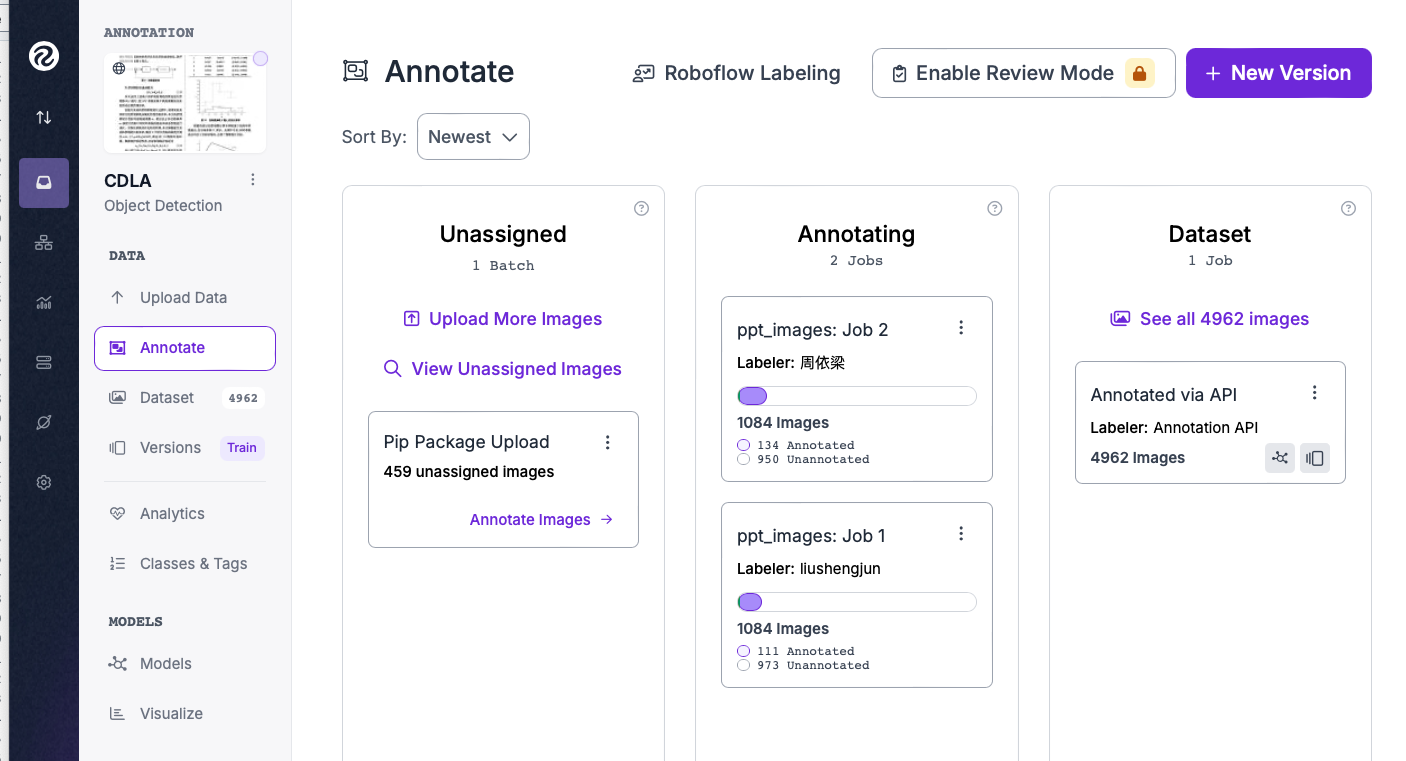 ANNOTATION
CDLA
Object Detection
DATA
Upload Data
Annotate
Dataset 4962
Versions Train
Analytics
Classes & Tags
MODELS
Models
Visualize
Annotate
Roboflow Labeling
Enable Review Mode
New Version
Sort By: Newest
Unassigned
1 Batch
Upload More Images
View Unassigned Images
Pip Package Upload
459 unassigned images
Annotate Images →
Annotating
2 Jobs
ppt_images: Job 2
Labeler: 周依梁
1084 Images
134 Annotated
950 Unannotated
ppt_images: Job 1
Labeler: liushengjun
1084 Images
111 Annotated
973 Unannotated
Dataset
1 Job
See all 4962 images
Annotated via API
Labeler: Annotation API
4962 Images